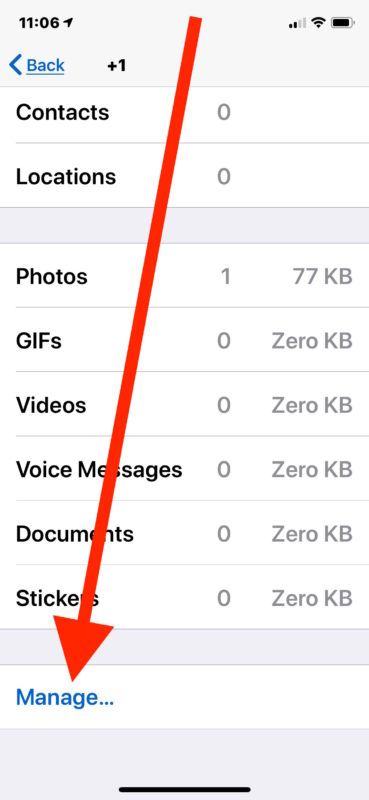 11:06
Back +1
Contacts 0
Locations 0
Photos 1 77 KB
GIFs 0 Zero KB
Videos 0 Zero KB
Voice Messages 0 Zero KB
Documents 0 Zero KB
Stickers 0 Zero KB
Manage...